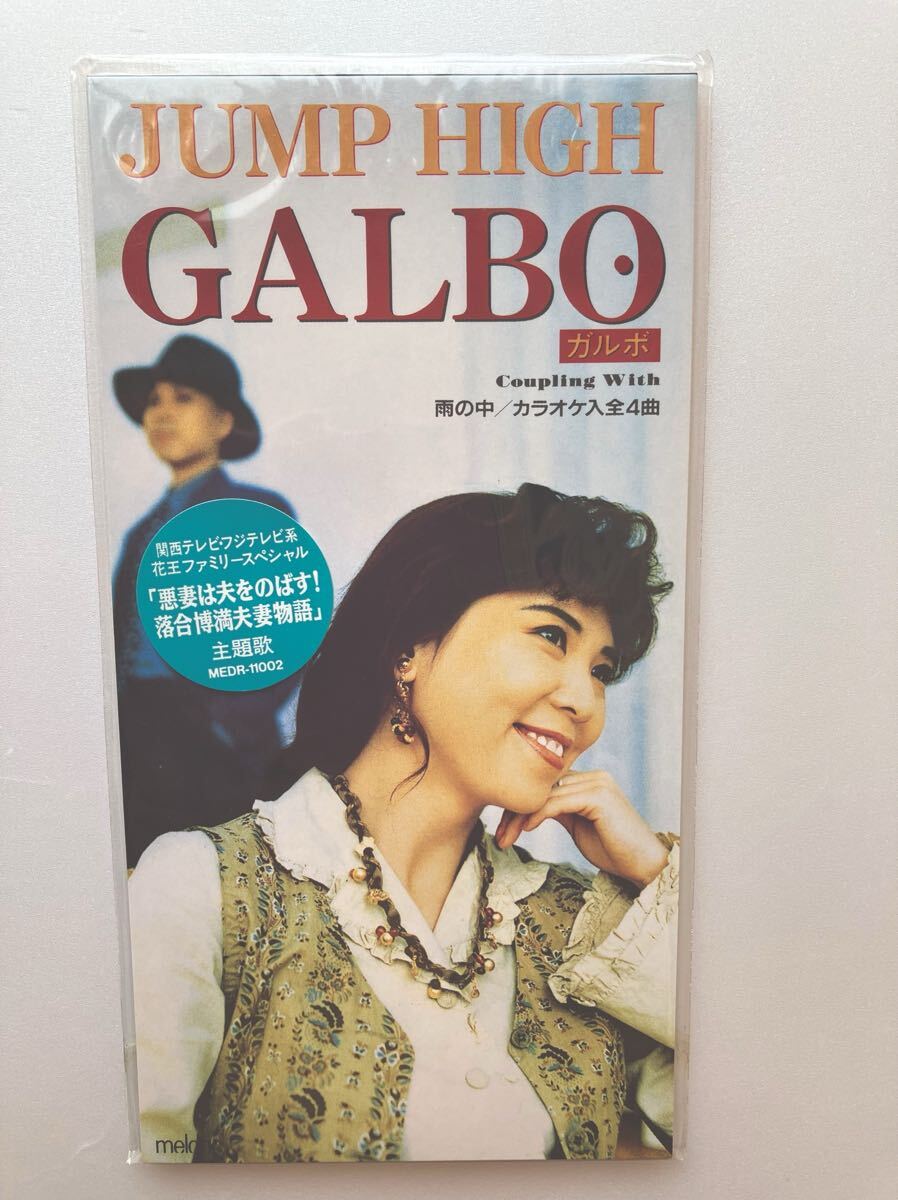 JUMP HIGH
GALBO
ガルボ
Coupling With
雨の中／カラオケ入全4曲
関西テレビ・フジテレビ系
花王ファミリースペシャル
「悪妻は夫をのばす!
落合博満夫妻物語」
主題歌
MEDR-11002